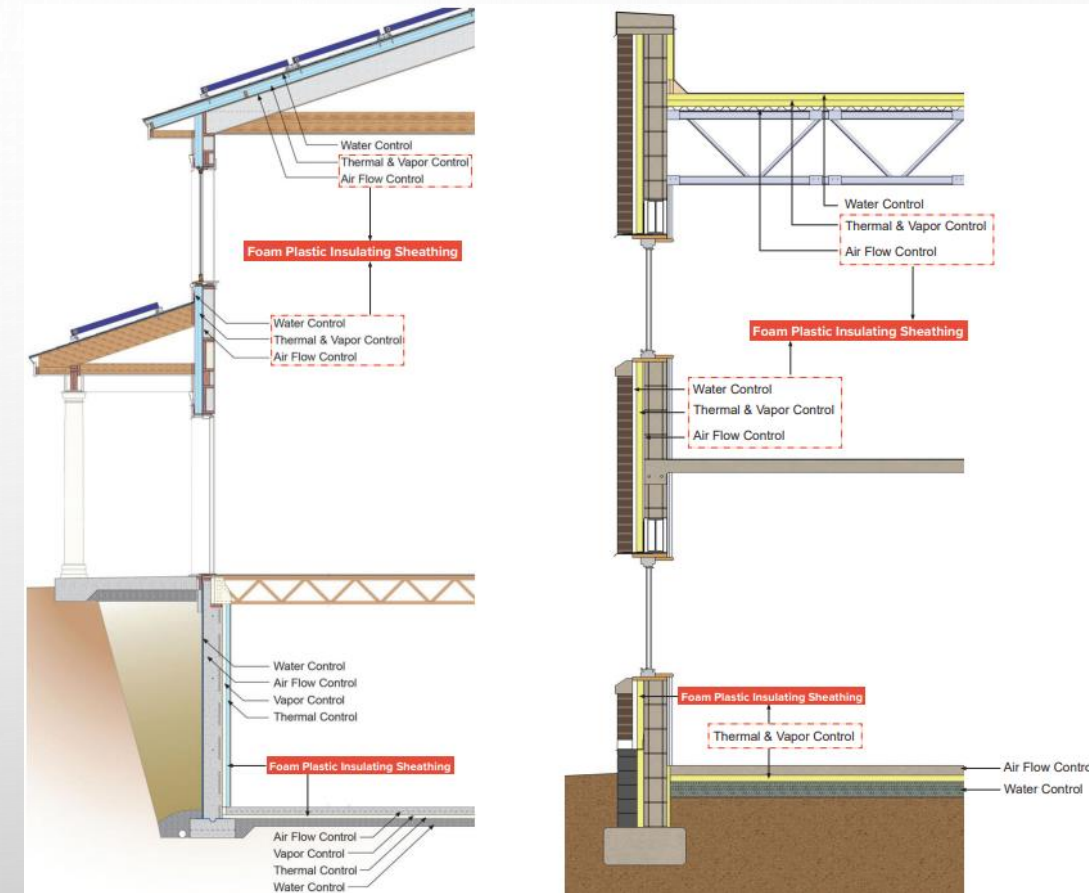 Water Control
Thermal & Vapor Control
Air Flow Control
Foam Plastic Insulating Sheathing
Water Control
Thermal & Vapor Control
Air Flow Control
Water Control
Air Flow Control
Vapor Control
Thermal Control
Foam Plastic Insulating Sheathing
Air Flow Control
Vapor Control
Thermal Control
Water Control
Water Control
Thermal & Vapor Control
Air Flow Control
Foam Plastic Insulating Sheathing
Water Control
Thermal & Vapor Control
Air Flow Control
Foam Plastic Insulating Sheathing
Thermal & Vapor Control
Air Flow Contro
Water Control